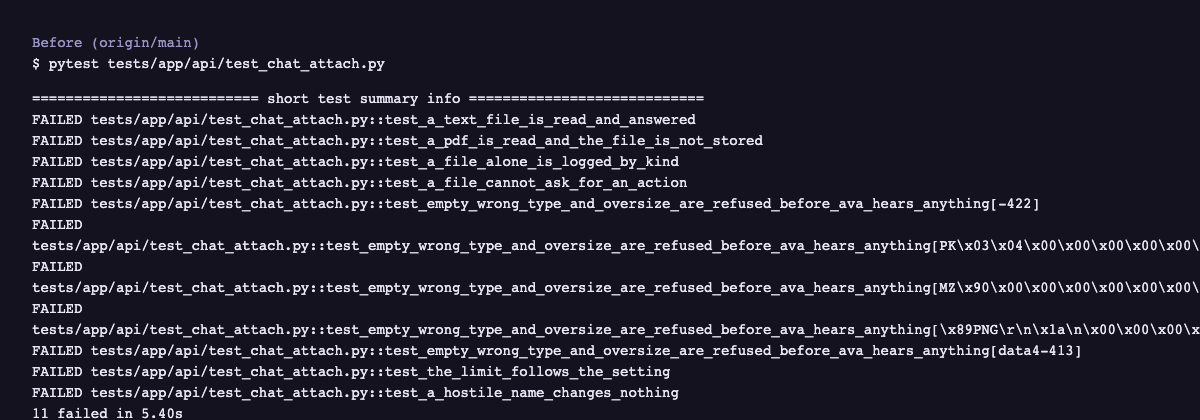 Before (origin/main)
$ pytest tests/app/api/test_chat_attach.py
=========================== short test summary info ============================
FAILED tests/app/api/test_chat_attach.py::test_a_text_file_is_read_and_answered
FAILED tests/app/api/test_chat_attach.py::test_a_pdf_is_read_and_the_file_is_not_stored
FAILED tests/app/api/test_chat_attach.py::test_a_file_alone_is_logged_by_kind
FAILED tests/app/api/test_chat_attach.py::test_a_file_cannot_ask_for_an_action
FAILED tests/app/api/test_chat_attach.py::test_empty_wrong_type_and_oversize_are_refused_before_ava_hears_anything[-422]
FAILED
tests/app/api/test_chat_attach.py::test_empty_wrong_type_and_oversize_are_refused_before_ava_hears_anything[PK\x03\x04\x00\x00\x00\x00\x00\
FAILED
tests/app/api/test_chat_attach.py::test_empty_wrong_type_and_oversize_are_refused_before_ava_hears_anything[MZ\x90\x00\x00\x00\x00\x00\x00\
FAILED
tests/app/api/test_chat_attach.py::test_empty_wrong_type_and_oversize_are_refused_before_ava_hears_anything[\x89PNG\r\n\x1a\n\x00\x00\x00\x
FAILED tests/app/api/test_chat_attach.py::test_empty_wrong_type_and_oversize_are_refused_before_ava_hears_anything[data4-413]
FAILED tests/app/api/test_chat_attach.py::test_the_limit_follows_the_setting
FAILED tests/app/api/test_chat_attach.py::test_a_hostile_name_changes_nothing
11 failed in 5.40s